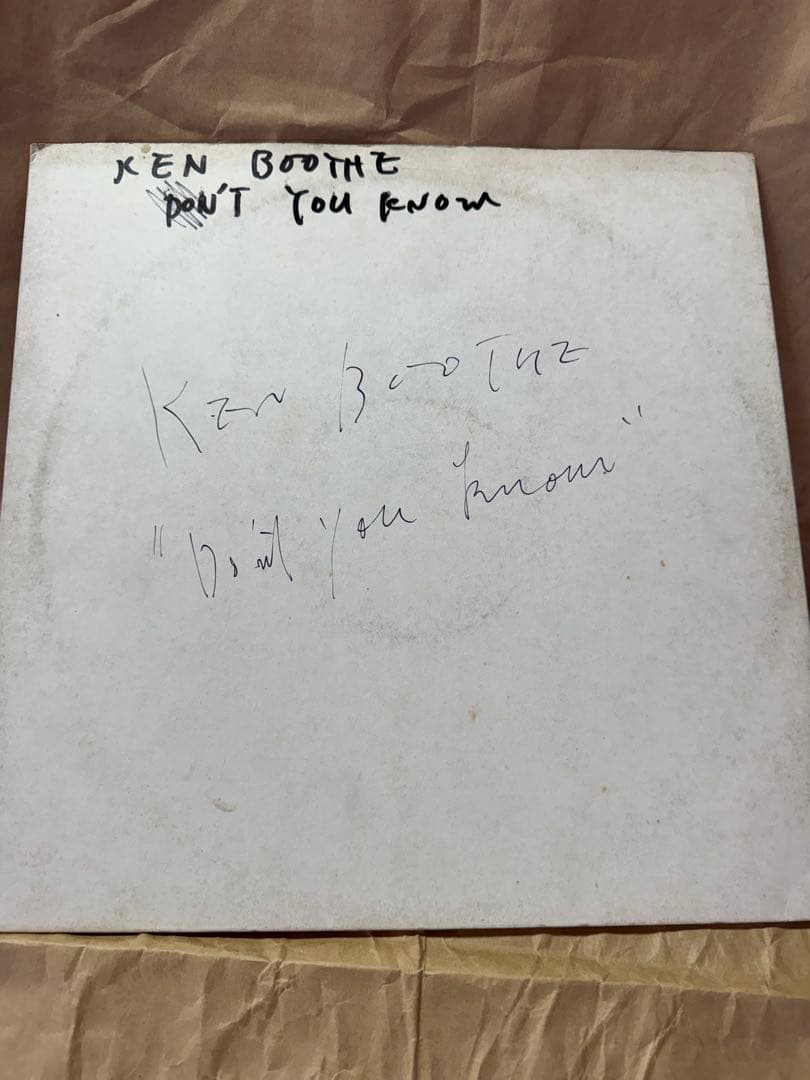 KEN BOOTHE
DON'T YOU KNOW
KEN BOOTHE
"Don't You know"